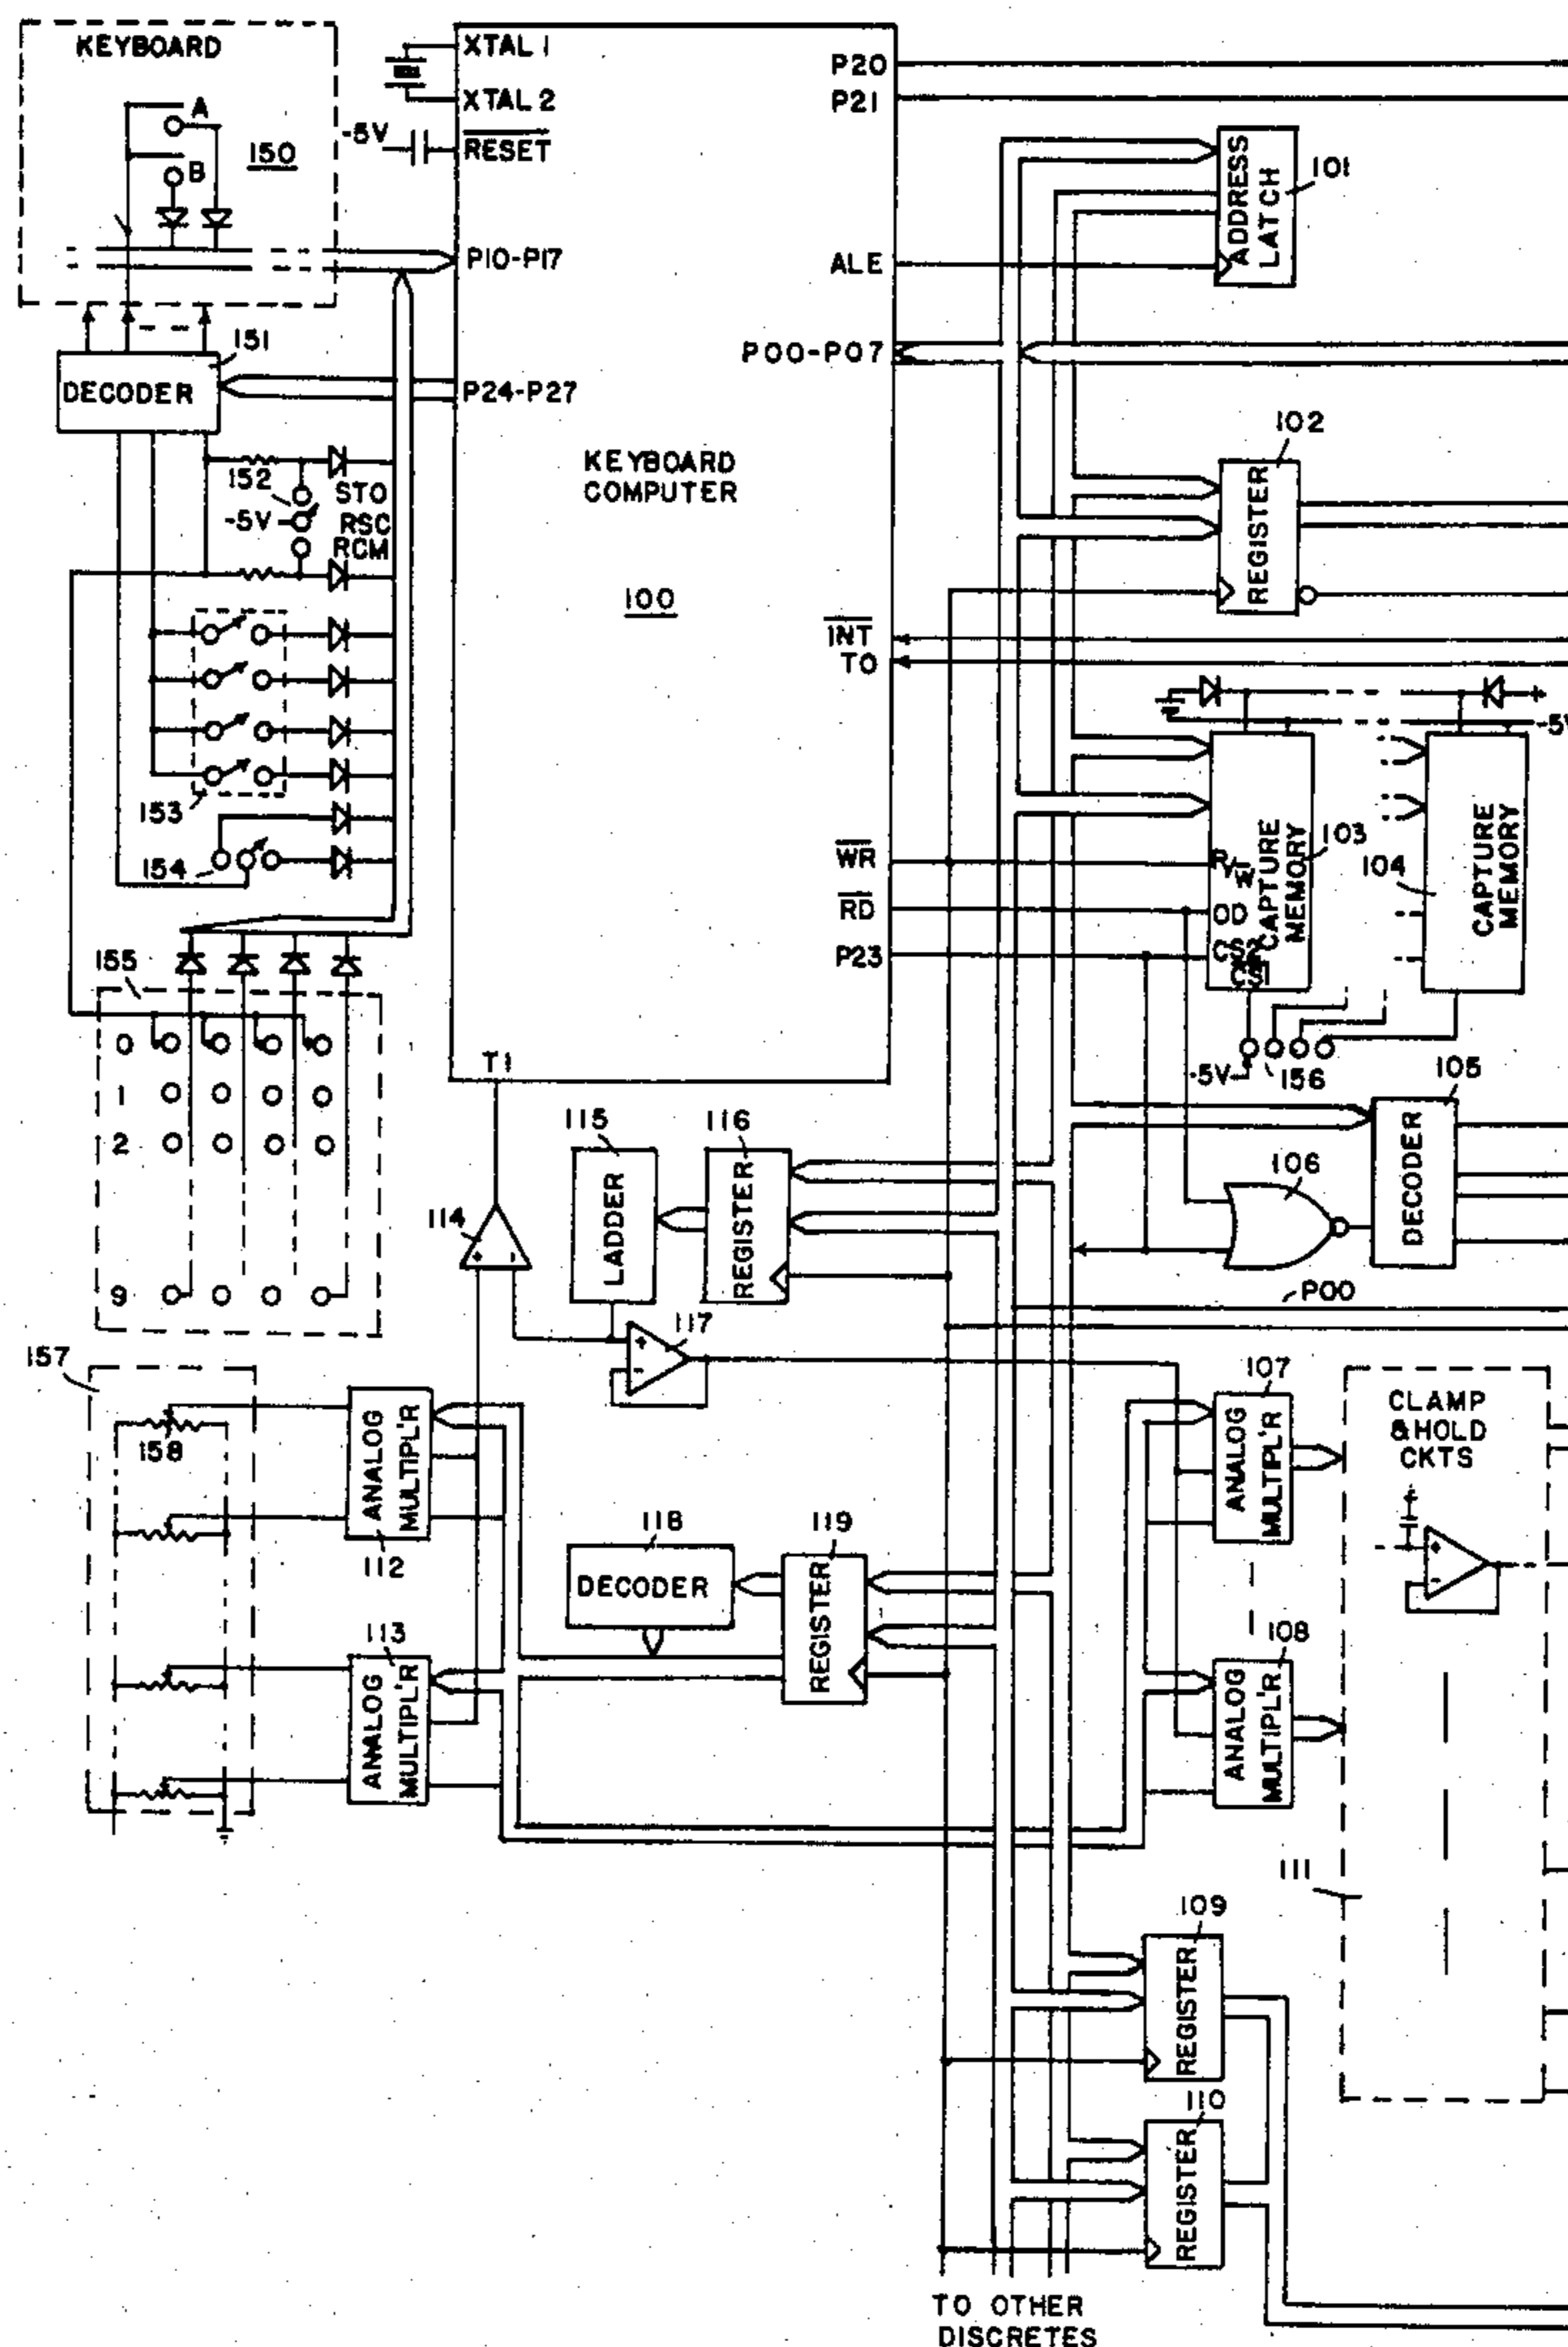 KEYBOARD
A
B
150
XTAL 1
XTAL 2
-5V
RESET
P10-P17
P20
P21
ALE
P00-P07
ADDRESS
LATCH
101
151
DECODER
P24-P27
KEYBOARD
COMPUTER
100
152
STO
-5V
RSC
RCM
153
154
102
REGISTER
INT
TO
WR
RD
P23
-5V
CAPTURE
MEMORY
103
R/W
OD
CAPTURE
MEMORY
104
-5V
156
155
0
1
2
9
T1
105
DECODER
106
P00
115
LADDER
116
REGISTER
114
+ -
117
+
-
157
158
ANALOG
MULTIPL'R
112
113
ANALOG
MULTIPL'R
118
DECODER
119
REGISTER
107
ANALOG
MULTIPL'R
108
ANALOG
MULTIPL'R
CLAMP
&HOLD
CKTS
+
+
-
111
109
REGISTER
110
REGISTER
TO OTHER
DISCRETES